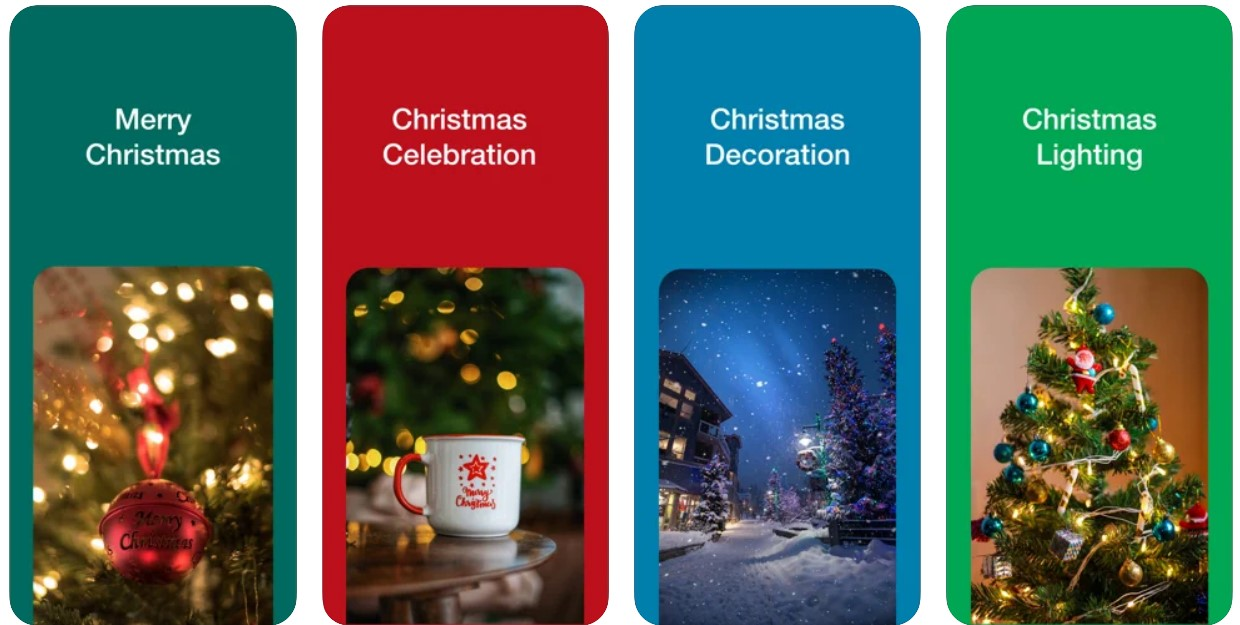 Merry
Christmas
Christmas
Celebration
Christmas
Decoration
Christmas
Lighting
Merry
Christmas
Merry
Christmas